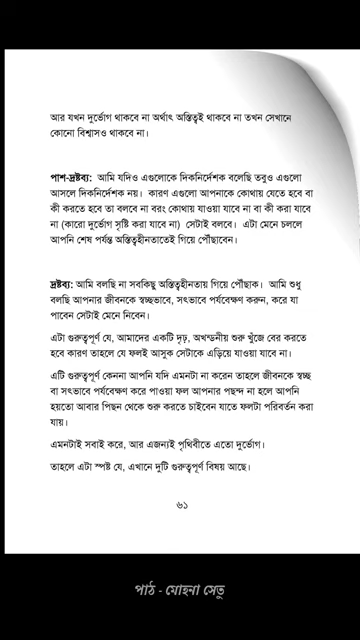 আর যখন দুর্ভোগ থাকবে না অর্থাৎ অস্তিত্বই থাকবে না তখন সেখানে
কোনো বিশ্বাসও থাকবে না।
পাশ-দ্রষ্টব্য: আমি যদিও এগুলোকে দিকনির্দেশক বলেছি তবুও এগুলো
আসলে দিকনির্দেশক নয়। কারণ এগুলো আপনাকে কোথায় যেতে হবে বা
কী করতে হবে তা বলবে না বরং কোথায় যাওয়া যাবে না বা কী করা যাবে
না (কারো দুর্ভোগ সৃষ্টি করা যাবে না) সেটাই বলবে। এটা মেনে চললে
আপনি শেষ পর্যন্ত অস্তিত্বহীনতাতেই গিয়ে পৌঁছাবেন।
দ্রষ্টব্য: আমি বলছি না সবকিছু অস্তিত্বহীনতায় গিয়ে পৌঁছাক। আমি শুধু
বলছি আপনার জীবনকে স্বচ্ছভাবে, সৎভাবে পর্যবেক্ষণ করুন, করে যা
পাবেন সেটাই মেনে নিবেন।
এটা গুরুত্বপূর্ণ যে, আমাদের একটি দৃঢ়, অখন্ডনীয় শুরু খুঁজে বের করতে
হবে কারণ তাহলে যে ফলই আসুক সেটাকে এড়িয়ে যাওয়া যাবে না।
এটি গুরুত্বপূর্ণ কেননা আপনি যদি এমনটা না করেন তাহলে জীবনকে স্বচ্ছ
বা সৎভাবে পর্যবেক্ষণ করে পাওয়া ফল আপনার পছন্দ না হলে আপনি
হয়তো আবার পিছন থেকে শুরু করতে চাইবেন যাতে ফলটা পরিবর্তন করা
যায়।
এমনটাই সবাই করে, আর এজন্যই পৃথিবীতে এতো দুর্ভোগ।
তাহলে এটা স্পষ্ট যে, এখানে দুটি গুরুত্বপূর্ণ বিষয় আছে।
৬১
পাঠ - মোহনা সেতু